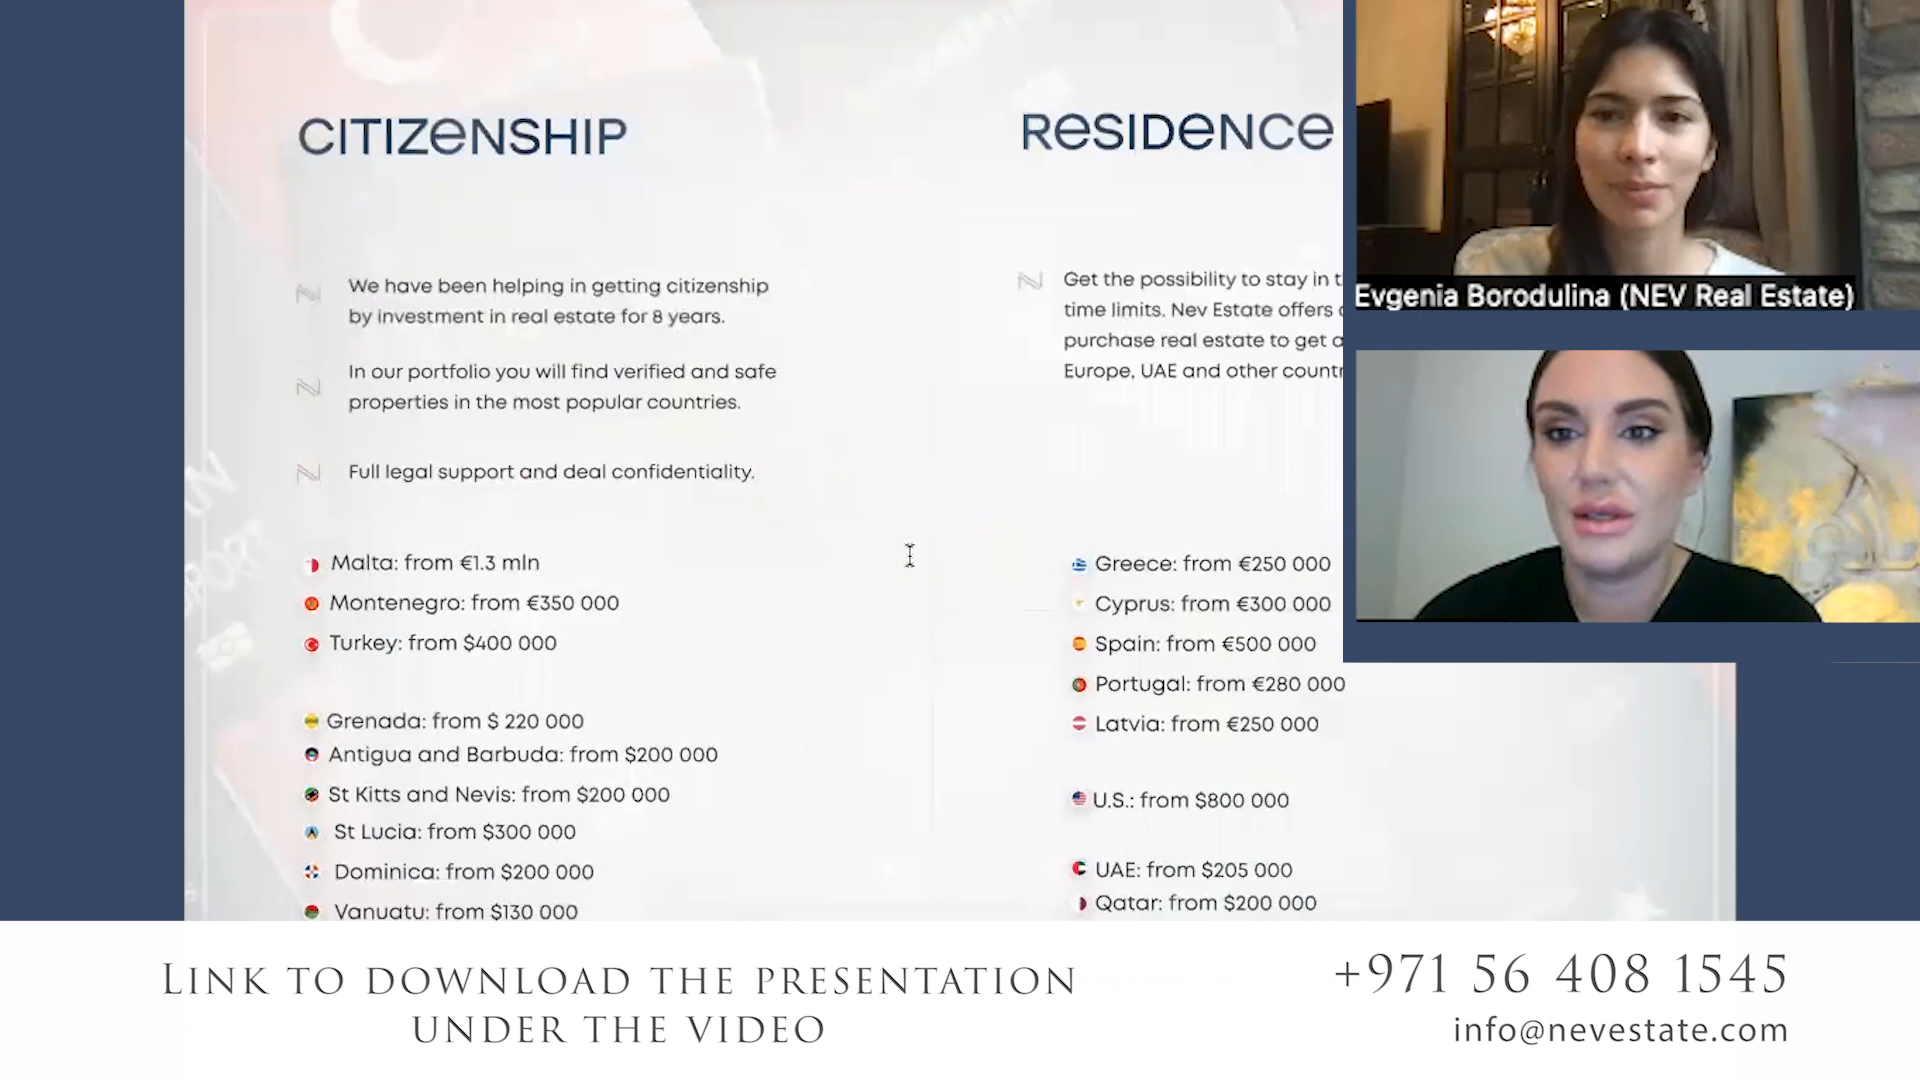 CITIZENSHIP
We have been helping in getting citizenship
by investment in real estate for 8 years.
In our portfolio you will find verified and safe
properties in the most popular countries.
Full legal support and deal confidentiality.
Malta: from €1.3 mln
Montenegro: from €350 000
Turkey: from $400 000
Grenada: from $ 220 000
Antigua and Barbuda: from $200 000
St Kitts and Nevis: from $200 000
St Lucia: from $300 000
Dominica: from $200 000
Vanuatu: from $130 000
RESIDENCE
Get the possibility to stay in
time limits. Nev Estate offers
purchase real estate to get
Europe, UAE and other
Greece: from €250 000
Cyprus: from €300 000
Spain: from €500 000
Portugal: from €280 000
Latvia: from €250 000
U.S.: from $800 000
UAE: from $205 000
Qatar: from $200 000
Evgenia Borodulina (NEV Real Estate)
LINK TO DOWNLOAD THE PRESENTATION
UNDER THE VIDEO
+971 56 408 1545
info@nevestate.com